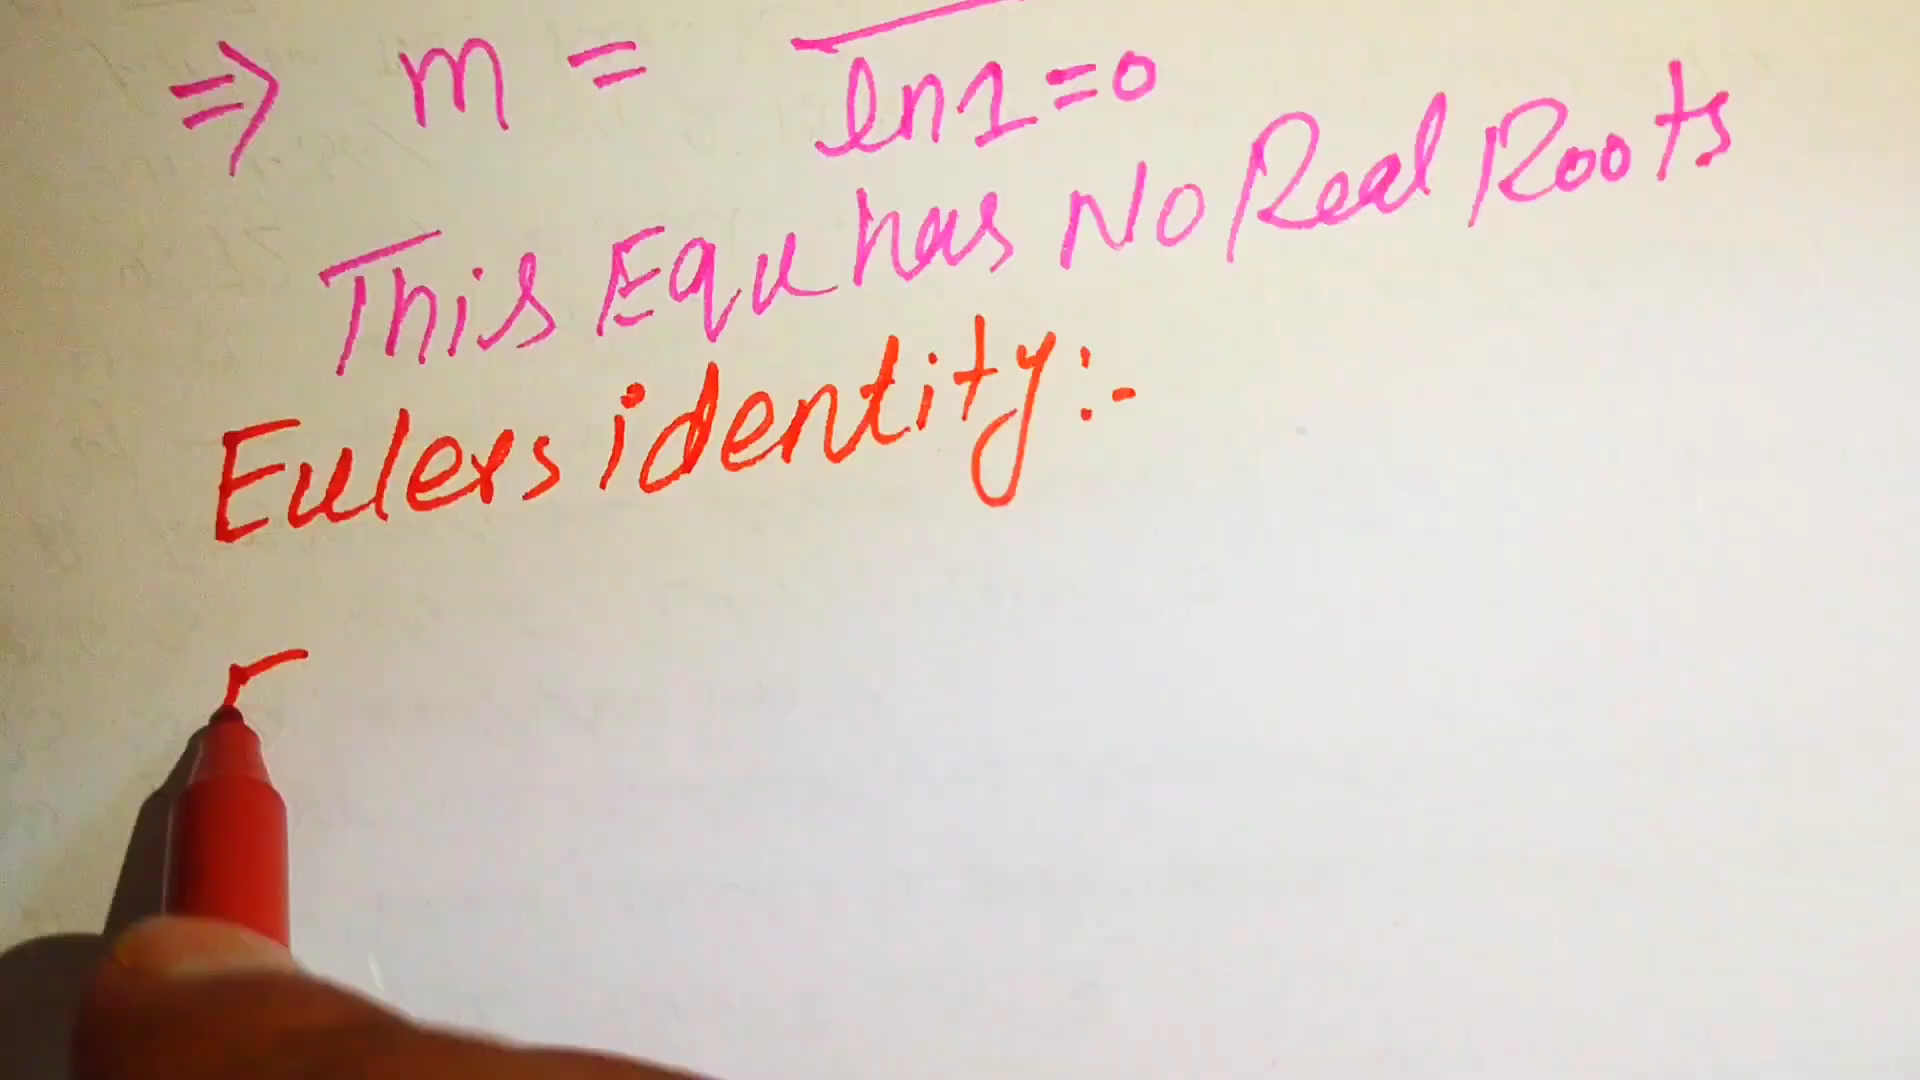 ⇒ m = ln1=0
This Equ has No Real Roots
Eulers identity:-